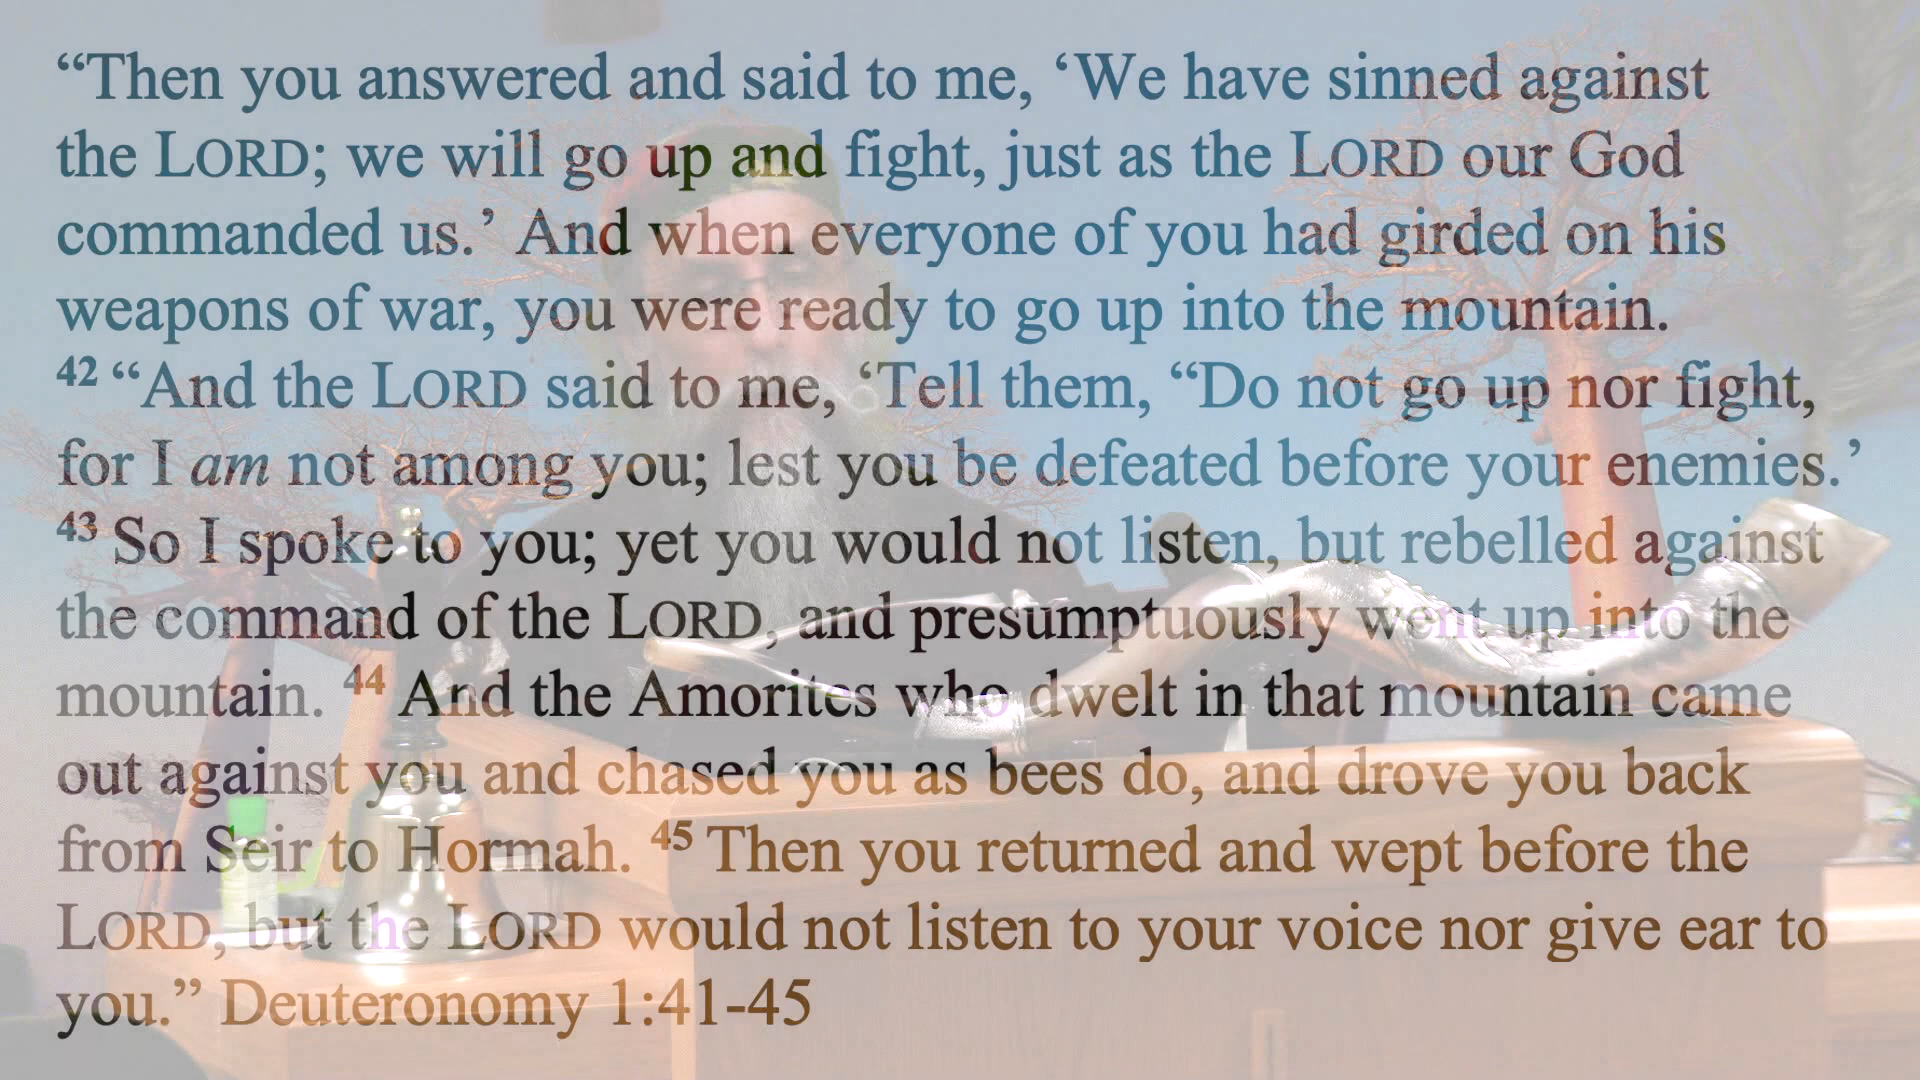 “Then you answered and said to me, ‘We have sinned against
the LORD; we will go up and fight, just as the LORD our God
commanded us.’ And when everyone of you had girded on his
weapons of war, you were ready to go up into the mountain.
42 “And the LORD said to me, ‘Tell them, “Do not go up nor fight,
for I am not among you; lest you be defeated before your enemies.’
43 So I spoke to you; yet you would not listen, but rebelled against
the command of the LORD, and presumptuously went up into the
mountain. 44 And the Amorites who dwelt in that mountain came
out against you and chased you as bees do, and drove you back
from Seir to Hormah. 45 Then you returned and wept before the
LORD, but the LORD would not listen to your voice nor give ear to
you.” Deuteronomy 1:41-45